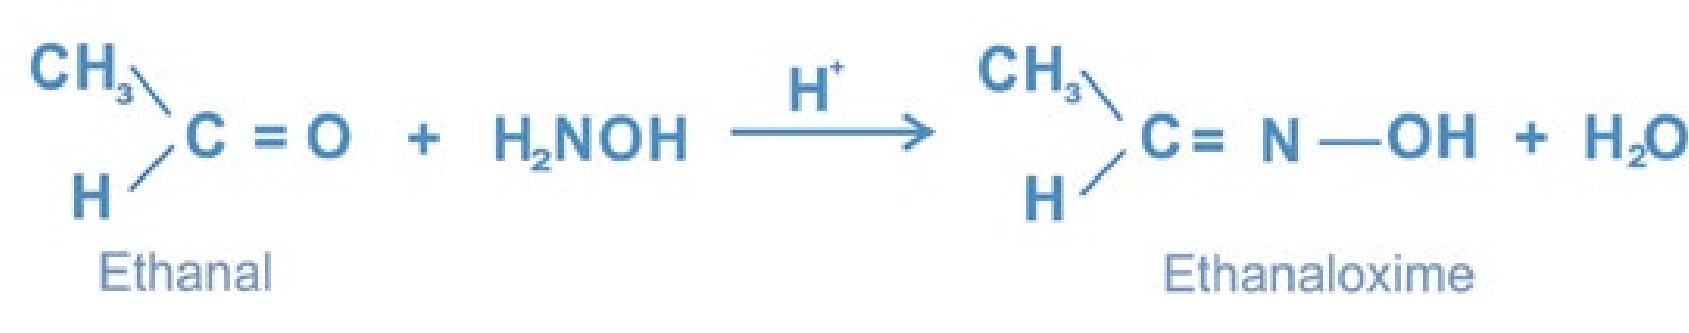 CH₃ CH₃
C = O + H₂NOH H⁺ C = N — OH + H₂O
H H
Ethanal Ethanaloxime